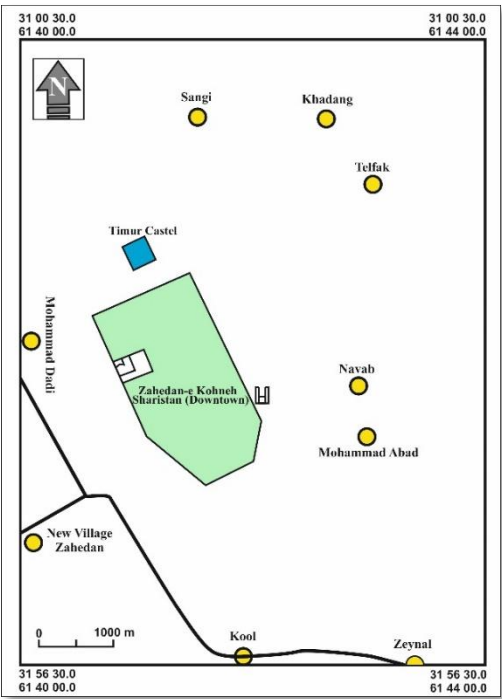 31 00 30.0
61 40 00.0
31 00 30.0
61 44 00.0
N
Sangi
Khadang
Telfak
Timur Castel
Mohammad Dadi
Navab
Zahedan-e Kohneh
Sharistan (Downtown)
Mohammad Abad
New Village
Zahedan
0 1000 m
Kool
Zeynal
31 56 30.0
61 40 00.0
31 56 30.0
61 44 00.0